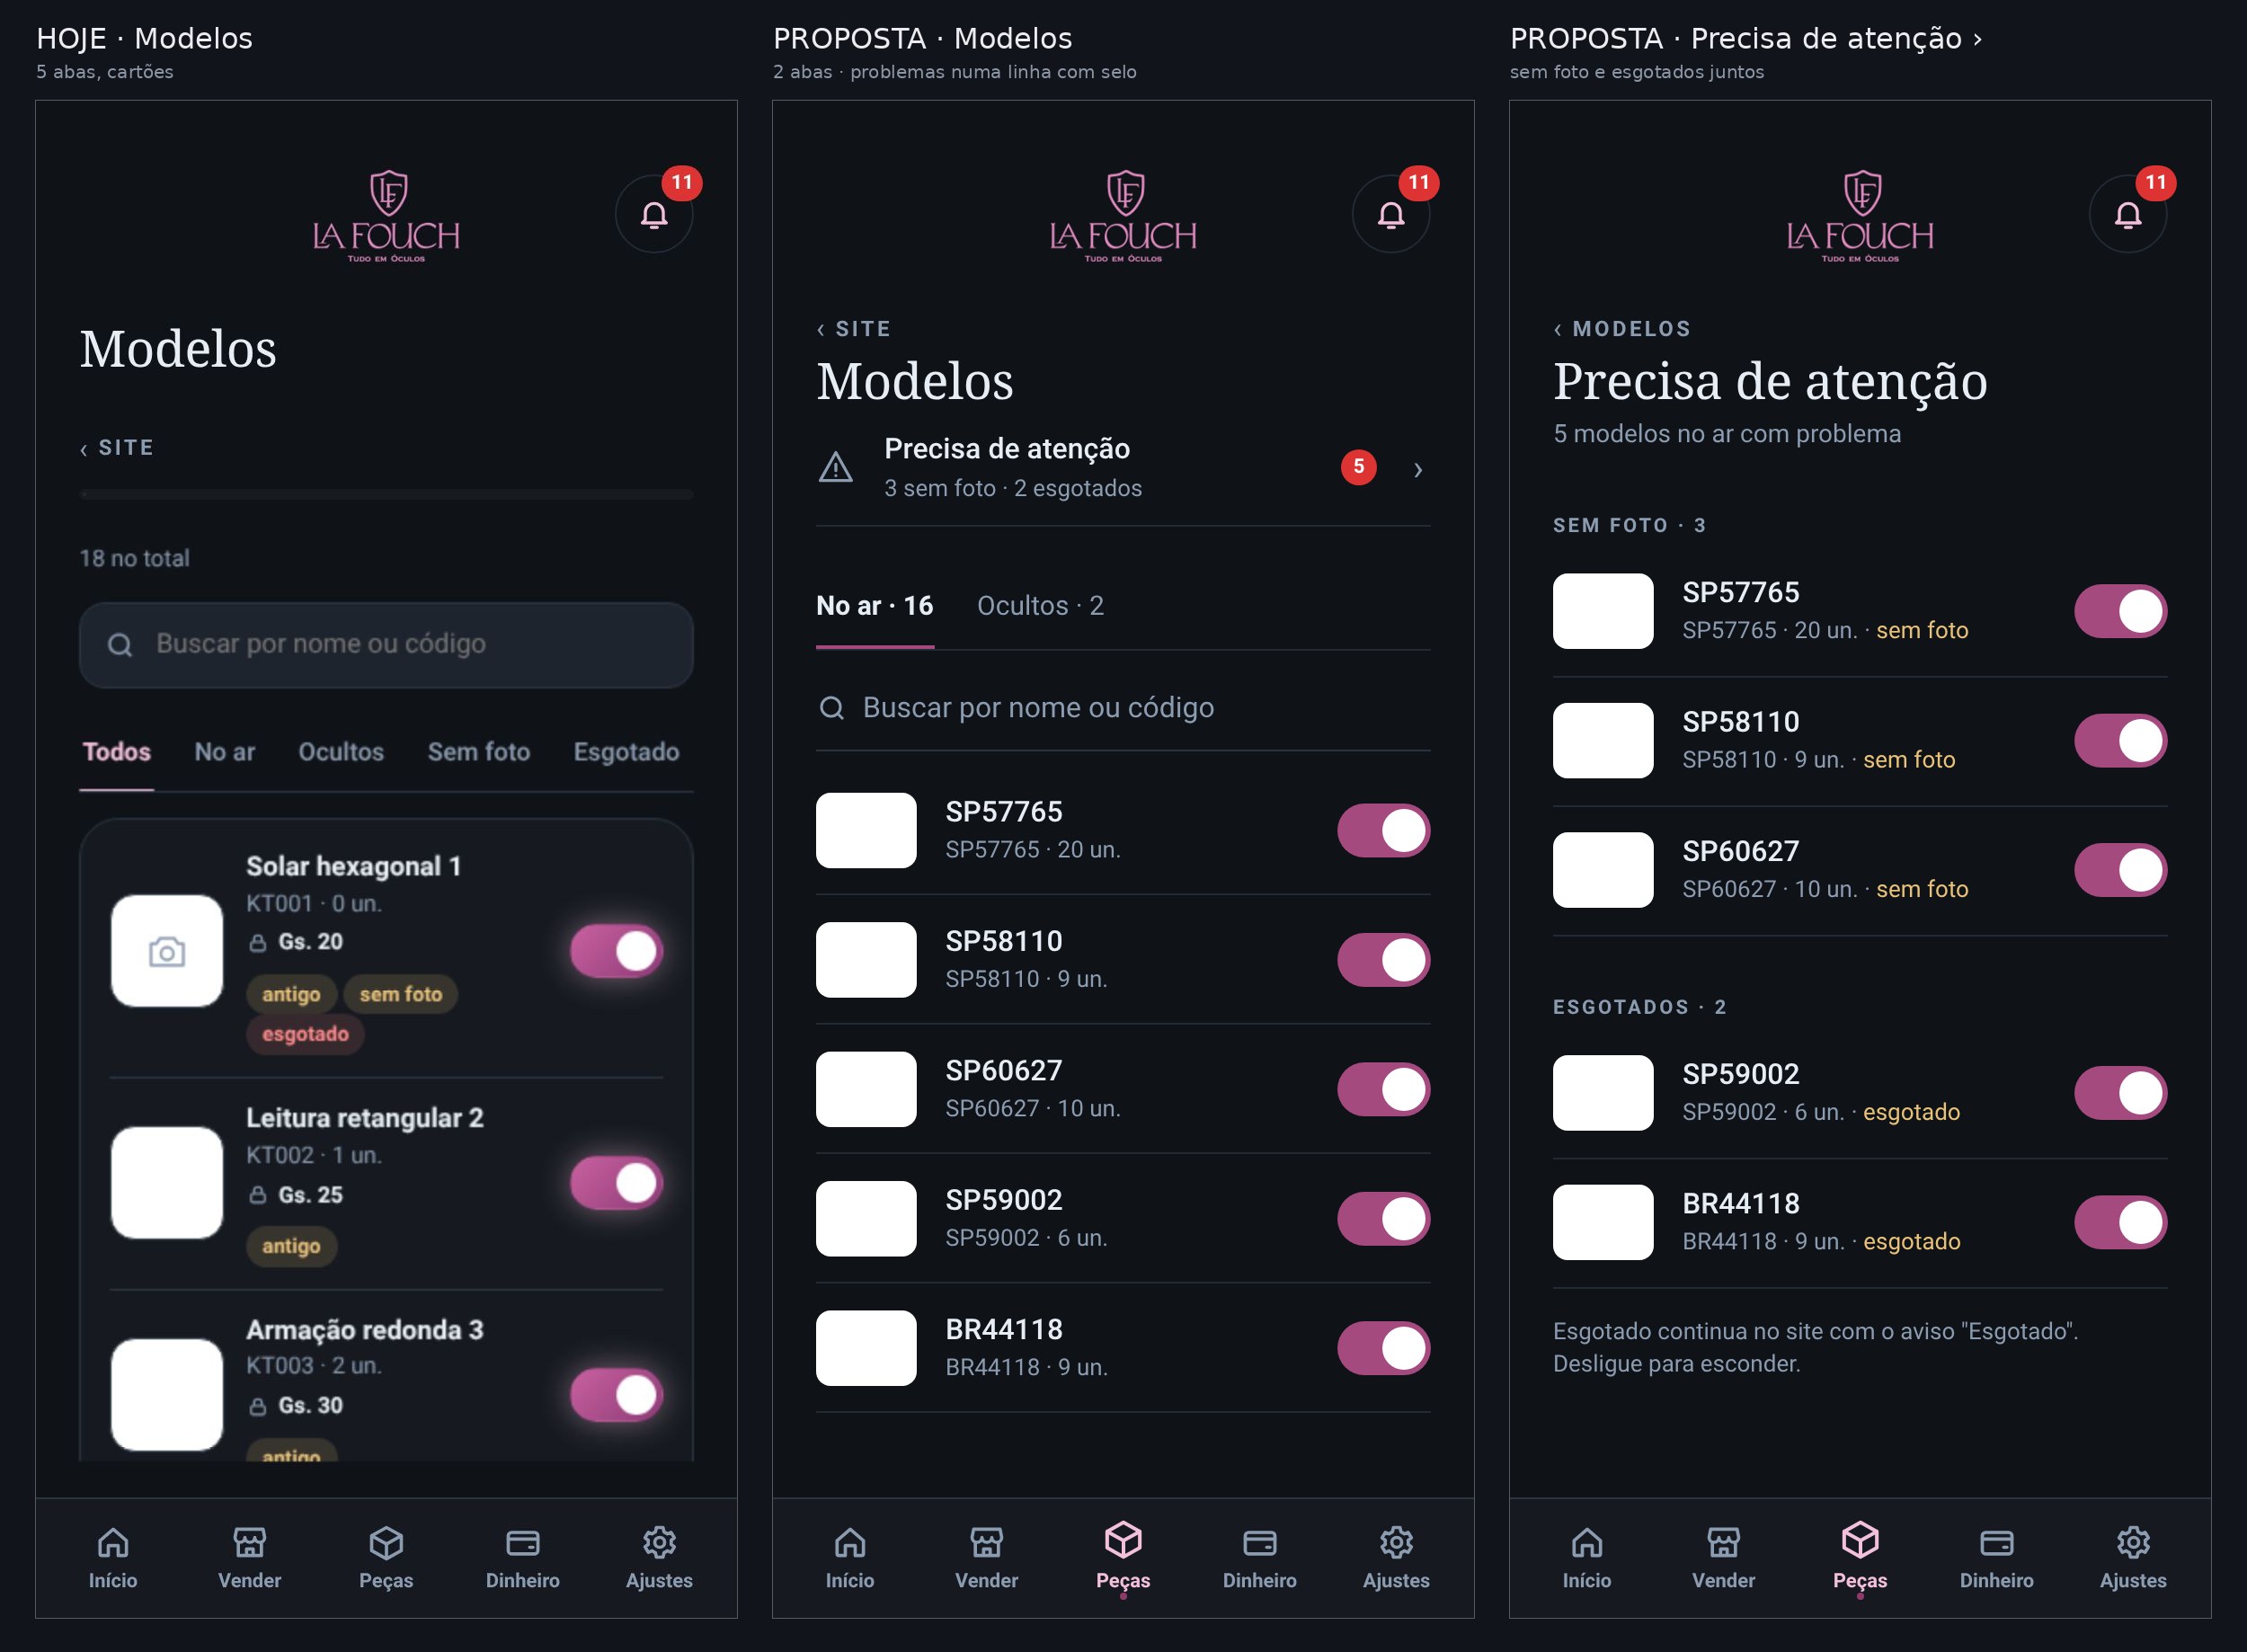 HOJE · Modelos
5 abas, cartões
11
LF
LA FOUCH
Tudo em Óculos
Modelos
‹ SITE
18 no total
Buscar por nome ou código
Todos No ar Ocultos Sem foto Esgotado
Solar hexagonal 1
KT001 · 0 un.
Gs. 20
antigo sem foto
esgotado
Leitura retangular 2
KT002 · 1 un.
Gs. 25
antigo
Armação redonda 3
KT003 · 2 un.
Gs. 30
antigo
Início Vender Peças Dinheiro Ajustes
PROPOSTA · Modelos
2 abas · problemas numa linha com selo
11
LF
LA FOUCH
Tudo em Óculos
‹ SITE
Modelos
Precisa de atenção
3 sem foto · 2 esgotados
5 ›
No ar · 16 Ocultos · 2
Buscar por nome ou código
SP57765
SP57765 · 20 un.
SP58110
SP58110 · 9 un.
SP60627
SP60627 · 10 un.
SP59002
SP59002 · 6 un.
BR44118
BR44118 · 9 un.
Início Vender Peças Dinheiro Ajustes
PROPOSTA · Precisa de atenção ›
sem foto e esgotados juntos
11
LF
LA FOUCH
Tudo em Óculos
‹ MODELOS
Precisa de atenção
5 modelos no ar com problema
SEM FOTO · 3
SP57765
SP57765 · 20 un. · sem foto
SP58110
SP58110 · 9 un. · sem foto
SP60627
SP60627 · 10 un. · sem foto
ESGOTADOS · 2
SP59002
SP59002 · 6 un. · esgotado
BR44118
BR44118 · 9 un. · esgotado
Esgotado continua no site com o aviso "Esgotado".
Desligue para esconder.
Início Vender Peças Dinheiro Ajustes